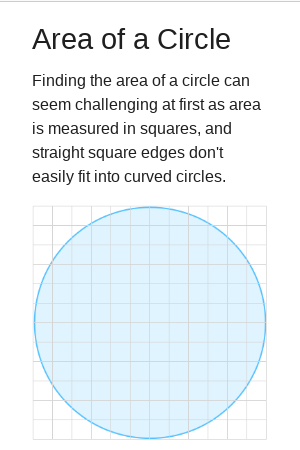 Area of a Circle
Finding the area of a circle can
seem challenging at first as area
is measured in squares, and
straight square edges don't
easily fit into curved circles.